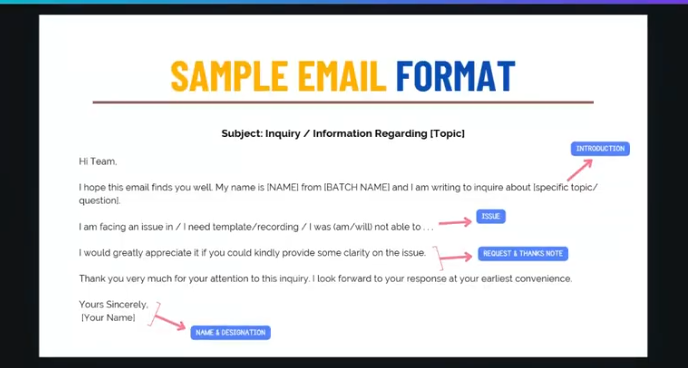 SAMPLE EMAIL FORMAT
Subject: Inquiry / Information Regarding [Topic]
INTRODUCTION
Hi Team,
I hope this email finds you well. My name is [NAME] from [BATCH NAME] and I am writing to inquire about [specific topic/
question].
ISSUE
I am facing an issue in / I need template/recording / I was (am/will) not able to . . .
I would greatly appreciate it if you could kindly provide some clarity on the issue.
REQUEST & THANKS NOTE
Thank you very much for your attention to this inquiry. I look forward to your response at your earliest convenience.
Yours Sincerely,
[Your Name]
NAME & DESIGNATION